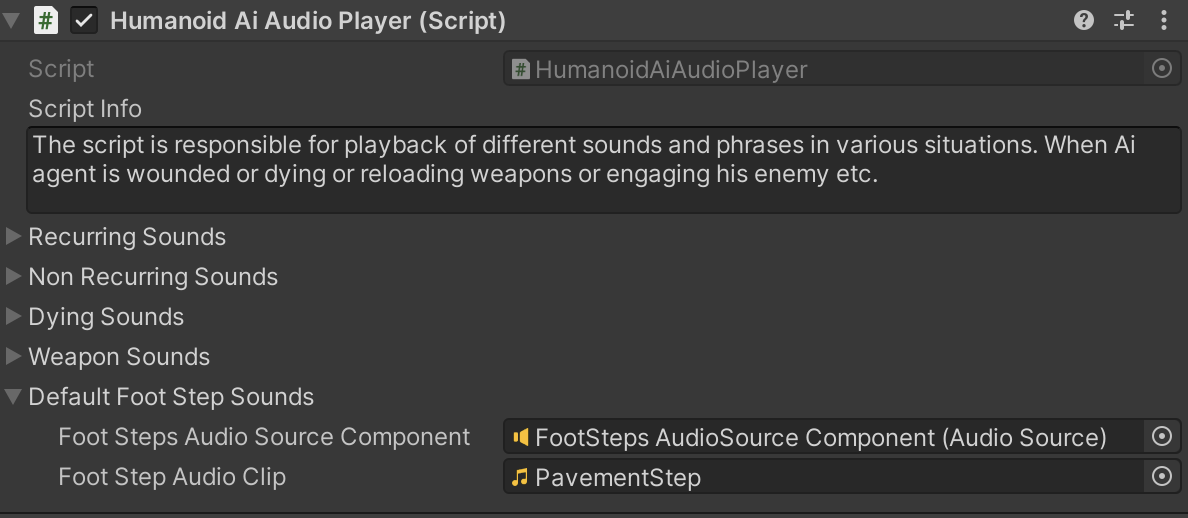 Humanoid Ai Audio Player (Script)
Script HumanoidAiAudioPlayer
Script Info
The script is responsible for playback of different sounds and phrases in various situations. When Ai
agent is wounded or dying or reloading weapons or engaging his enemy etc.
Recurring Sounds
Non Recurring Sounds
Dying Sounds
Weapon Sounds
Default Foot Step Sounds
Foot Steps Audio Source Component FootSteps AudioSource Component (Audio Source)
Foot Step Audio Clip PavementStep